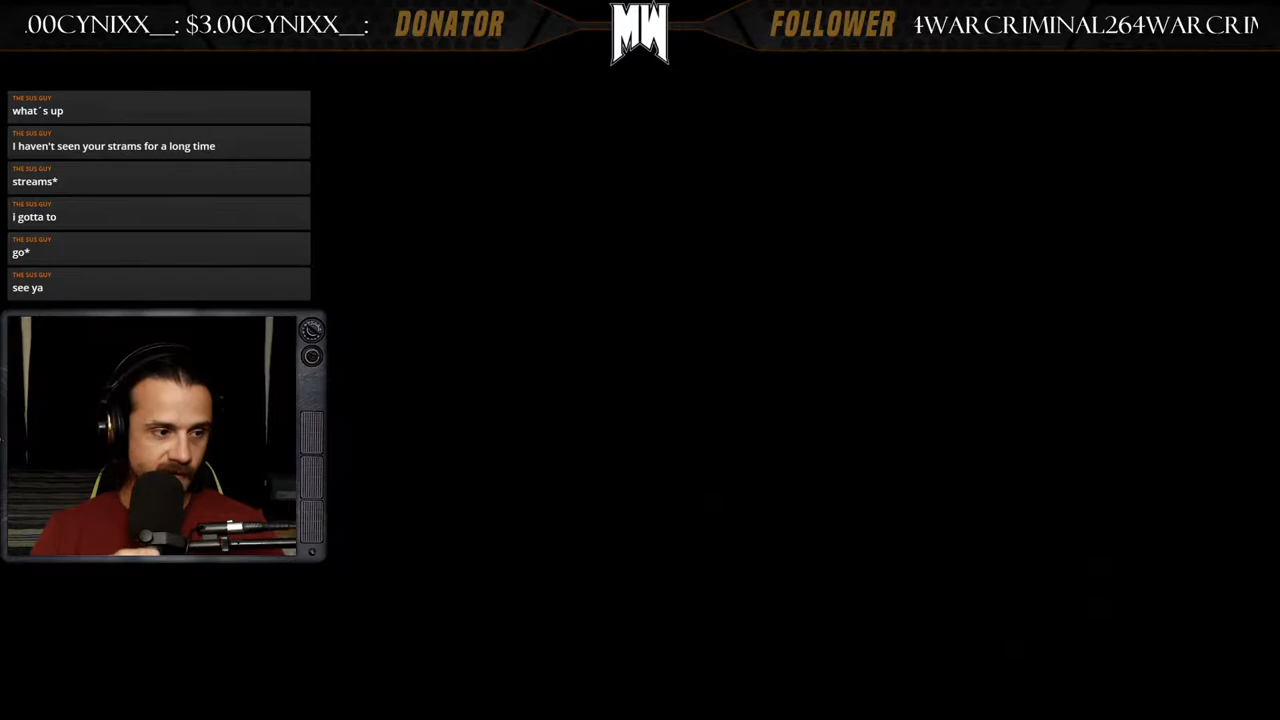 .00CYNIXX__: $3.00CYNIXX__:
DONATOR
MW
FOLLOWER
4WARCRIMINAL264WARCRIM
THE SUS GUY
what´s up
THE SUS GUY
I haven't seen your strams for a long time
THE SUS GUY
streams*
THE SUS GUY
i gotta to
THE SUS GUY
go*
THE SUS GUY
see ya